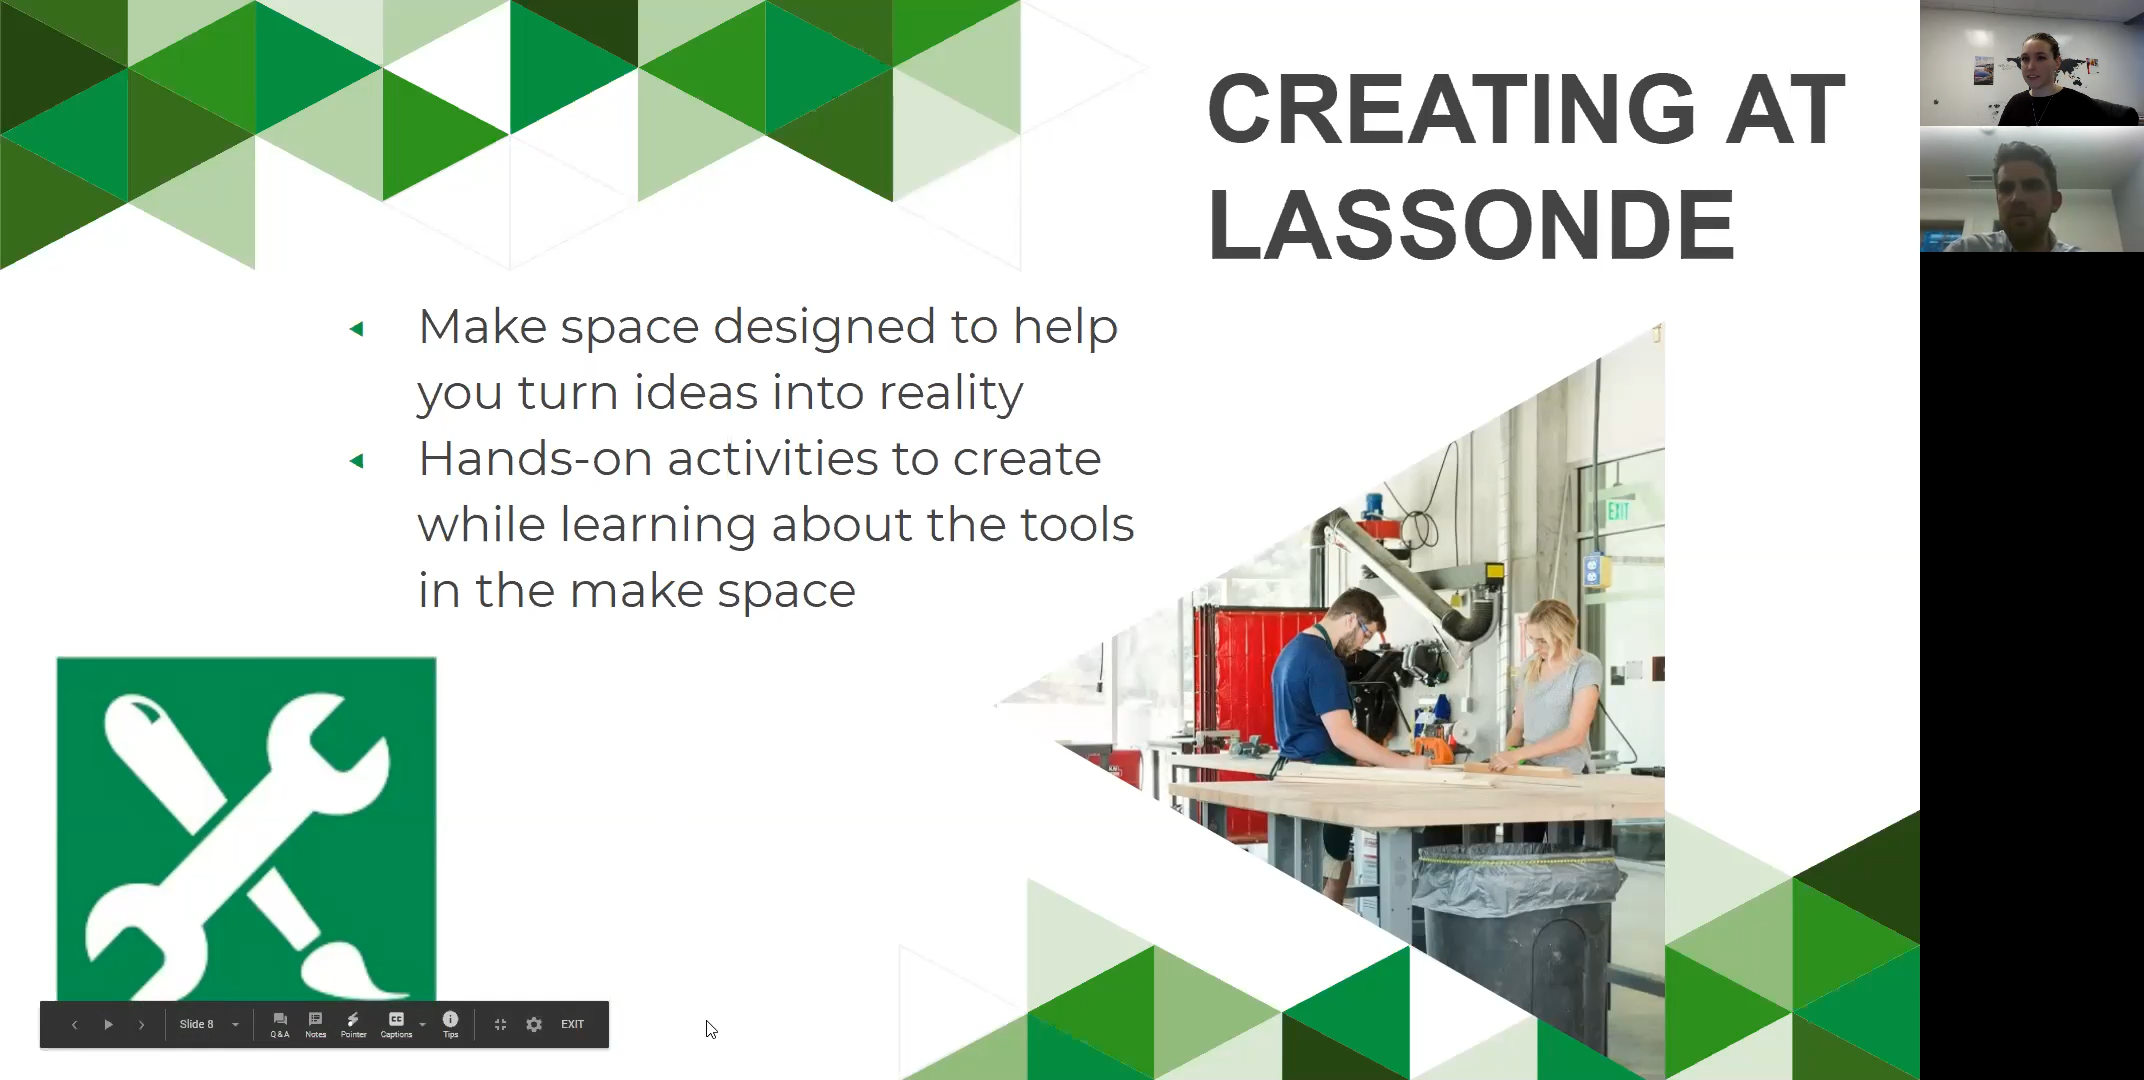 CREATING AT
LASSONDE
Make space designed to help
you turn ideas into reality
Hands-on activities to create
while learning about the tools
in the make space
EXIT
Slide 8
Q&A
Notes
Pointer
CC
Captions
Tips
EXIT